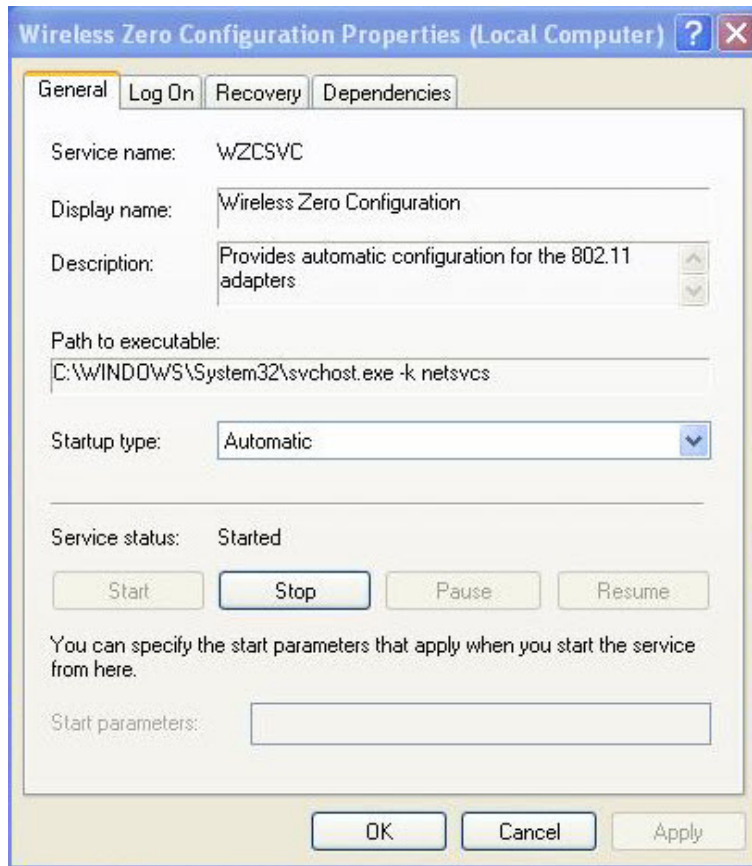 Wireless Zero Configuration Properties (Local Computer) ?
General Log On Recovery Dependencies
Service name: WZCSVC
Display name: Wireless Zero Configuration
Description: Provides automatic configuration for the 802.11
adapters
Path to executable:
C:\WINDOWS\System32\svchost.exe -k netsvcs
Startup type: Automatic
Service status: Started
Start Stop Pause Resume
You can specify the start parameters that apply when you start the service
from here.
Start parameters:
OK Cancel Apply